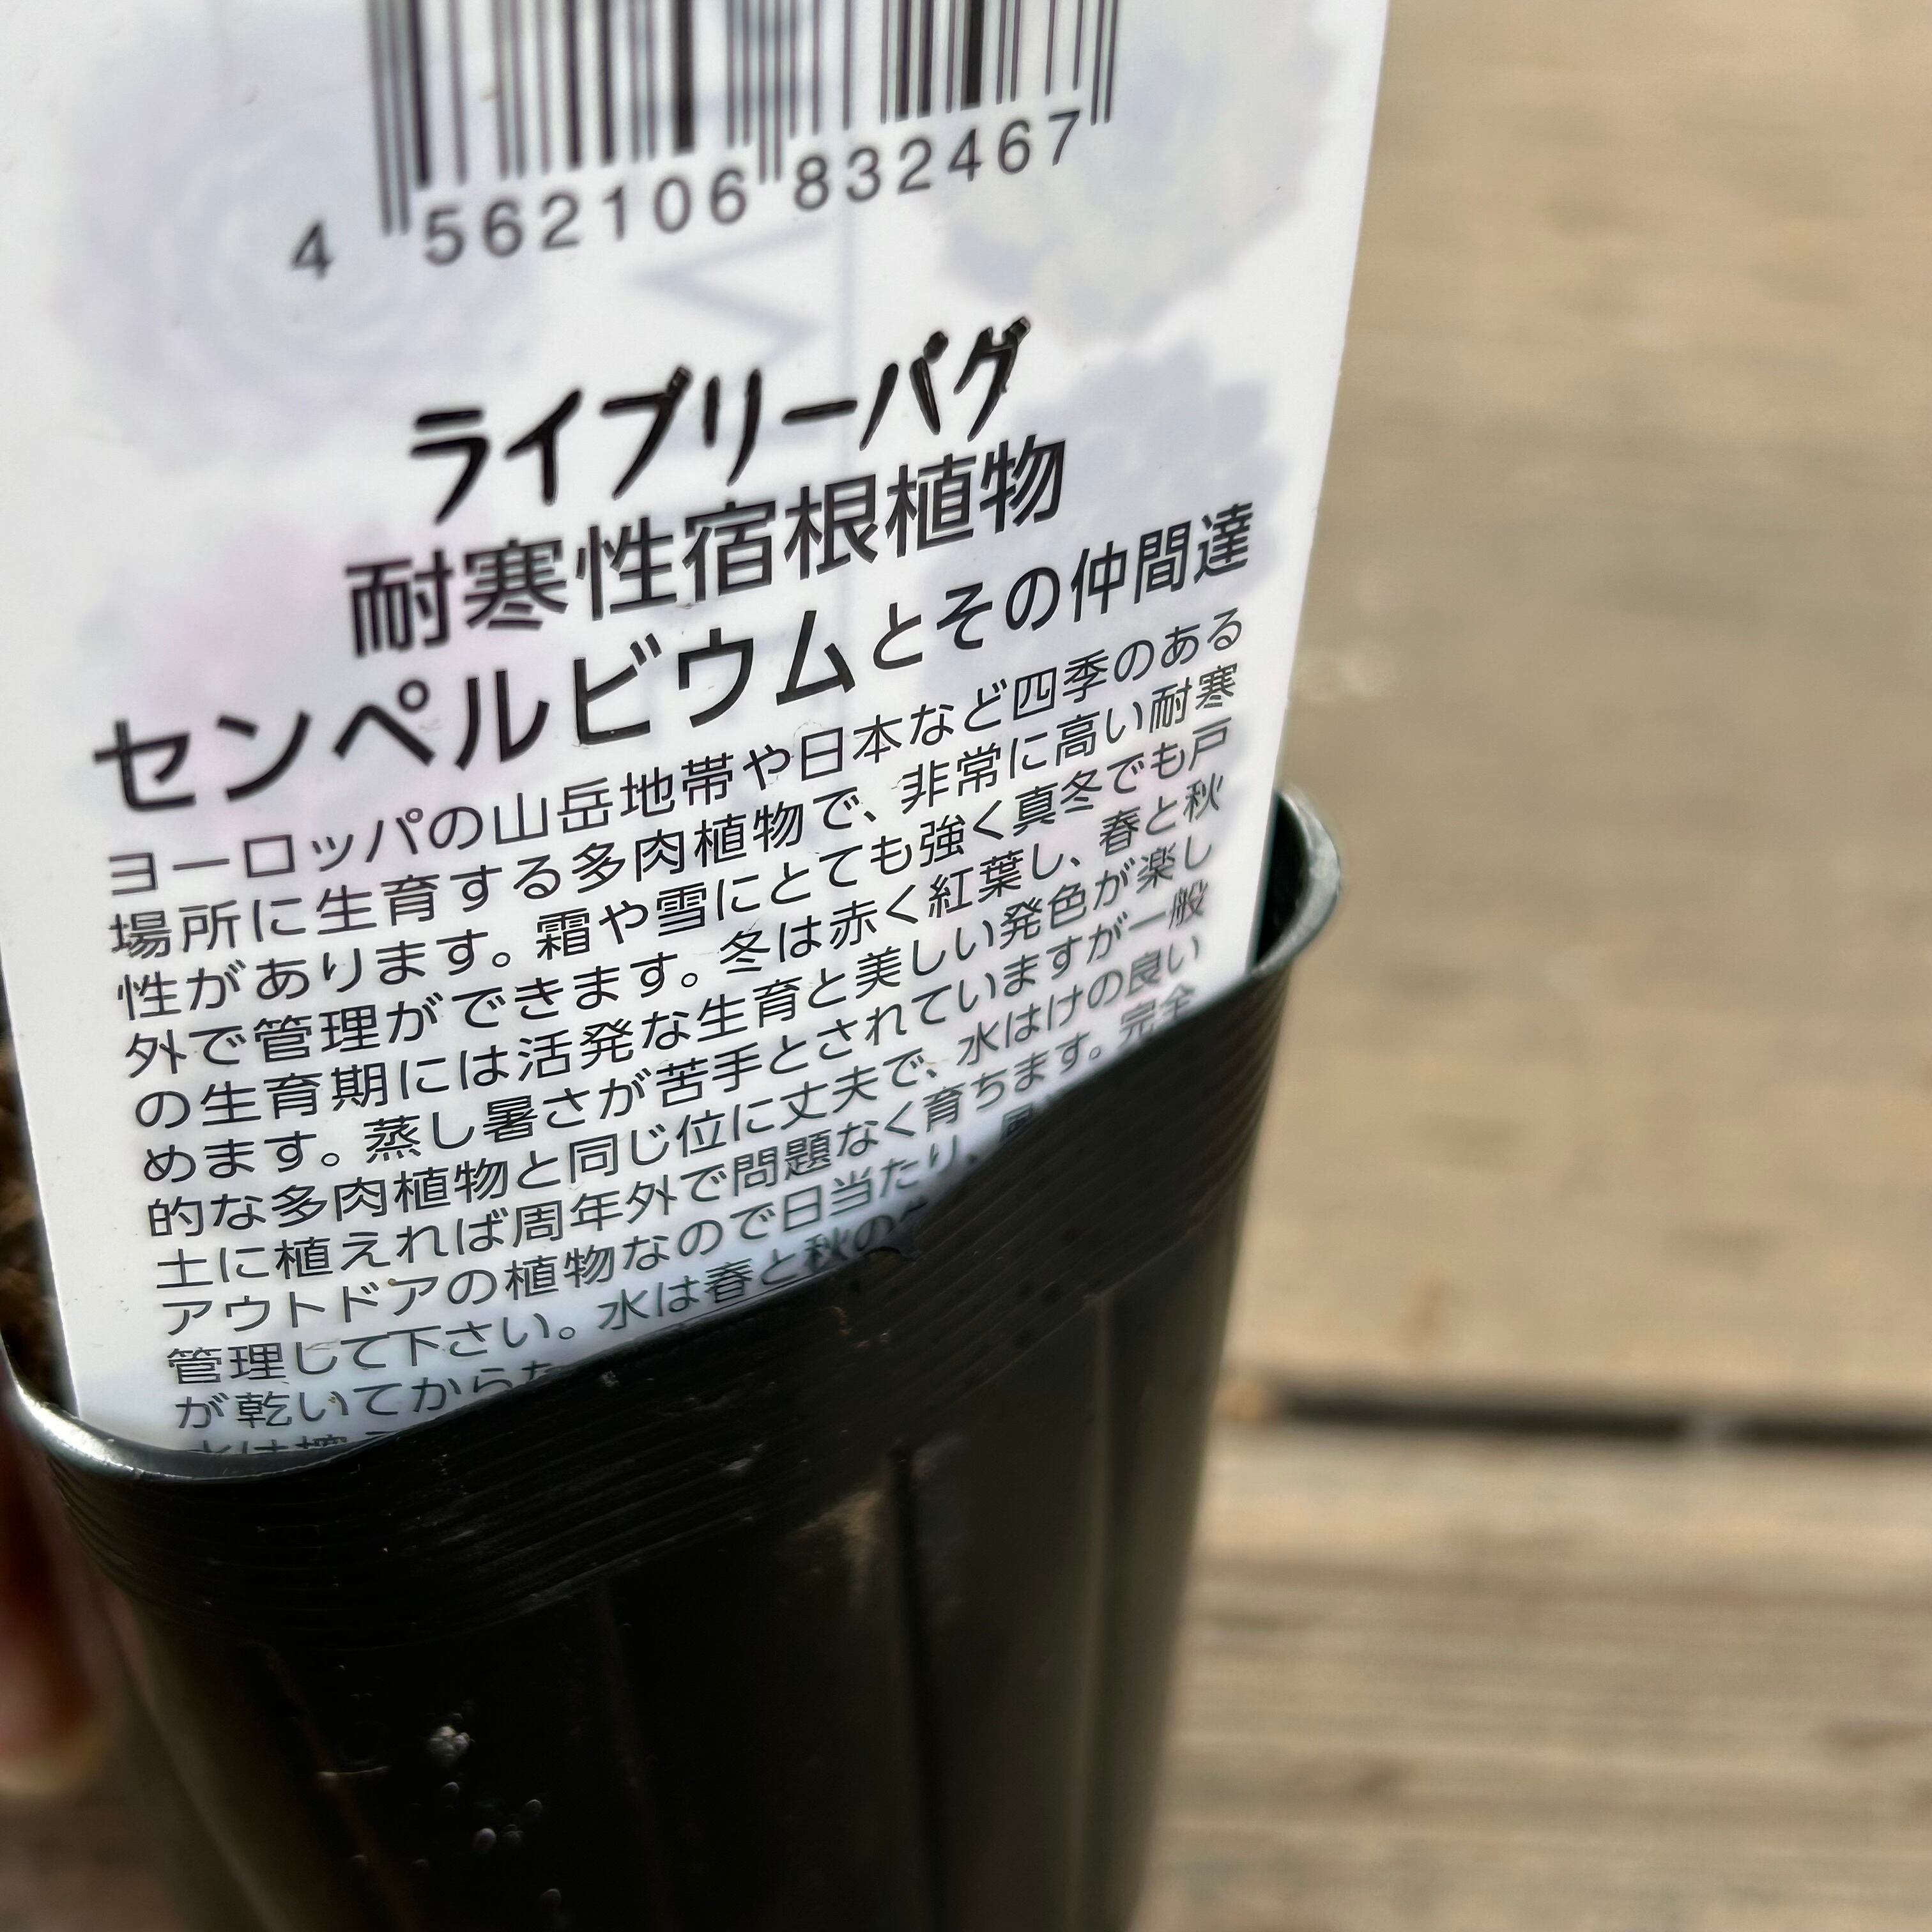 4 562106 832467
ライブリーバグ
耐寒性宿根植物
センペルビウムとその仲間達
ヨーロッパの山岳地帯や日本など四季のある
場所に生育する多肉植物で、非常に高い耐寒
性があります。霜や雪にとても強く真冬でも戸
外で管理ができます。冬は赤く紅葉し、春と秋
の生育期には活発な生育と美しい発色が楽し
めます。蒸し暑さが苦手とされていますが一般
的な多肉植物と同じ位に丈夫で、水はけの良い
土に植えれば周年外で問題なく育ちます。完全
アウトドアの植物なので日当たり、風
管理して下さい。水は春と秋の
が乾いてから